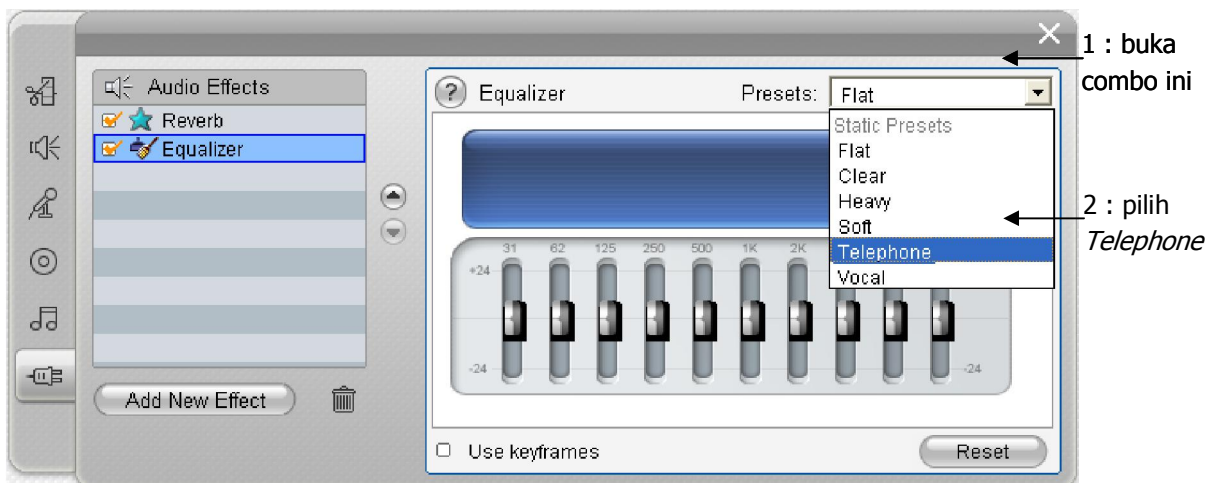 1 : buka
combo ini
Audio Effects
Reverb
Equalizer
Add New Effect
? Equalizer Presets: Flat
Static Presets
Flat
Clear
Heavy
Soft
Telephone
Vocal
2 : pilih
Telephone
31 62 125 250 500 1K 2K
+24
-24 -24
Use keyframes Reset